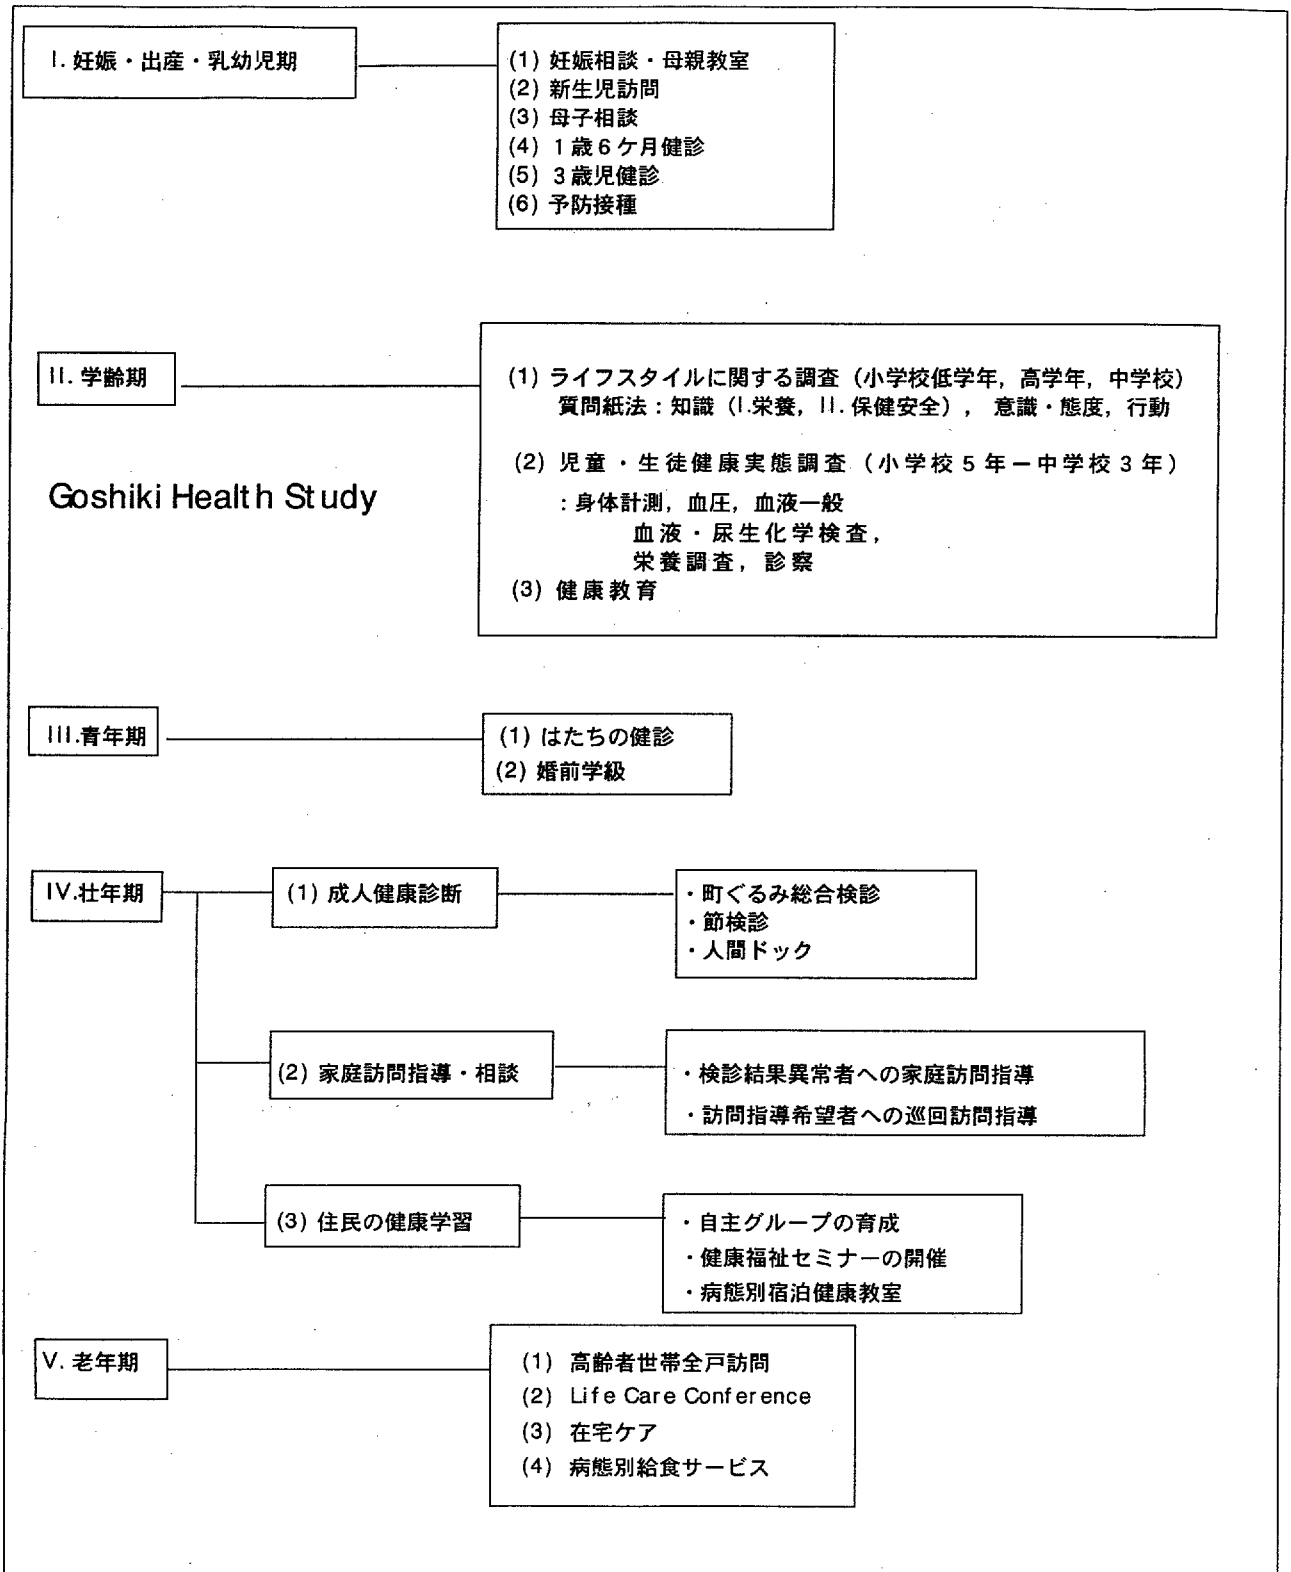 I. 妊娠・出産・乳幼児期
(1) 妊娠相談・母親教室
(2) 新生児訪問
(3) 母子相談
(4) 1歳6ケ月健診
(5) 3歳児健診
(6) 予防接種
II. 学齢期
(1) ライフスタイルに関する調査（小学校低学年，高学年，中学校）
質問紙法：知識（I.栄養，II. 保健安全），意識・態度，行動
(2) 児童・生徒健康実態調査（小学校5年ー中学校3年）
：身体計測，血圧，血液一般
血液・尿生化学検査，
栄養調査，診察
(3) 健康教育
Goshiki Health Study
III.青年期
(1) はたちの健診
(2) 婚前学級
IV.壮年期
(1) 成人健康診断
・町ぐるみ総合検診
・節検診
・人間ドック
(2) 家庭訪問指導・相談
・検診結果異常者への家庭訪問指導
・訪問指導希望者への巡回訪問指導
(3) 住民の健康学習
・自主グループの育成
・健康福祉セミナーの開催
・病態別宿泊健康教室
V. 老年期
(1) 高齢者世帯全戸訪問
(2) Life Care Conference
(3) 在宅ケア
(4) 病態別給食サービス